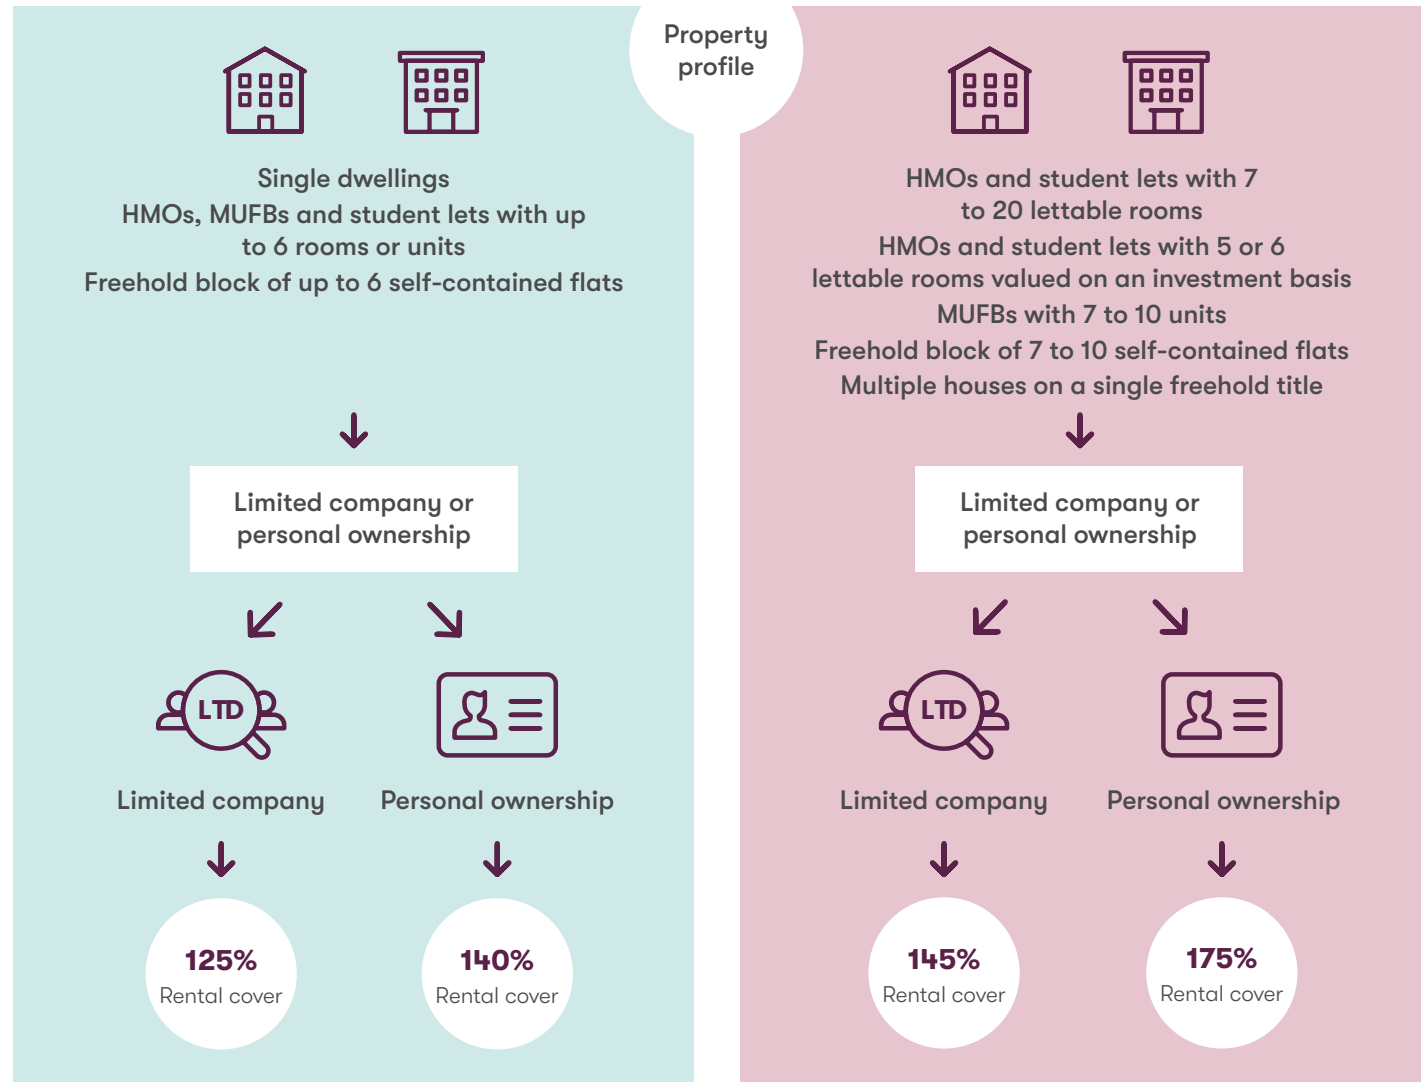 Property
profile
Single dwellings
HMOs, MUFBs and student lets with up
to 6 rooms or units
Freehold block of up to 6 self-contained flats
Limited company or
personal ownership
LTD
Limited company
Personal ownership
125%
Rental cover
140%
Rental cover
HMOs and student lets with 7
to 20 lettable rooms
HMOs and student lets with 5 or 6
lettable rooms valued on an investment basis
MUFBs with 7 to 10 units
Freehold block of 7 to 10 self-contained flats
Multiple houses on a single freehold title
Limited company or
personal ownership
LTD
Limited company
Personal ownership
145%
Rental cover
175%
Rental cover